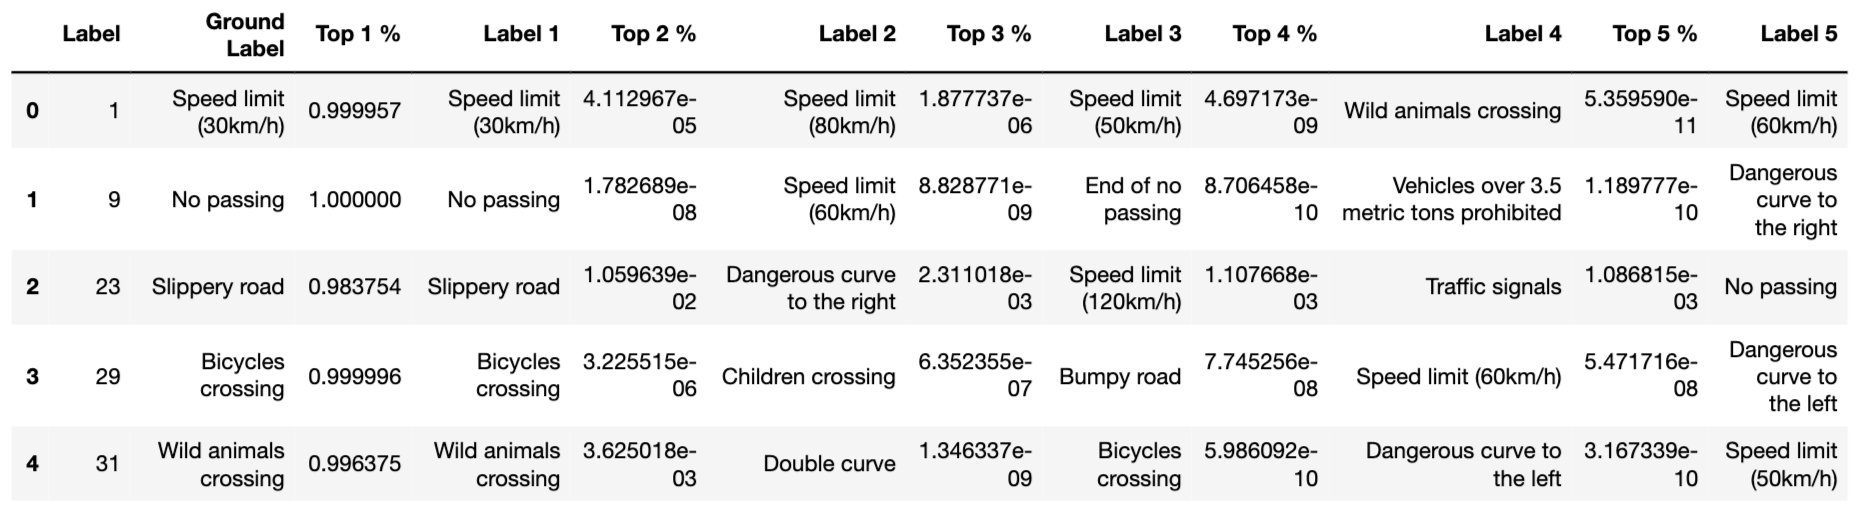 Label Ground Label Top 1 % Label 1 Top 2 % Label 2 Top 3 % Label 3 Top 4 % Label 4 Top 5 % Label 5
0 1 Speed limit (30km/h) 0.999957 Speed limit (30km/h) 4.112967e-05 Speed limit (80km/h) 1.877737e-06 Speed limit (50km/h) 4.697173e-09 Wild animals crossing 5.359590e-11 Speed limit (60km/h)
1 9 No passing 1.000000 No passing 1.782689e-08 Speed limit (60km/h) 8.828771e-09 End of no passing 8.706458e-10 Vehicles over 3.5 metric tons prohibited 1.189777e-10 Dangerous curve to the right
2 23 Slippery road 0.983754 Slippery road 1.059639e-02 Dangerous curve to the right 2.311018e-03 Speed limit (120km/h) 1.107668e-03 Traffic signals 1.086815e-03 No passing
3 29 Bicycles crossing 0.999996 Bicycles crossing 3.225515e-06 Children crossing 6.352355e-07 Bumpy road 7.745256e-08 Speed limit (60km/h) 5.471716e-08 Dangerous curve to the left
4 31 Wild animals crossing 0.996375 Wild animals crossing 3.625018e-03 Double curve 1.346337e-09 Bicycles crossing 5.986092e-10 Dangerous curve to the left 3.167339e-10 Speed limit (50km/h)